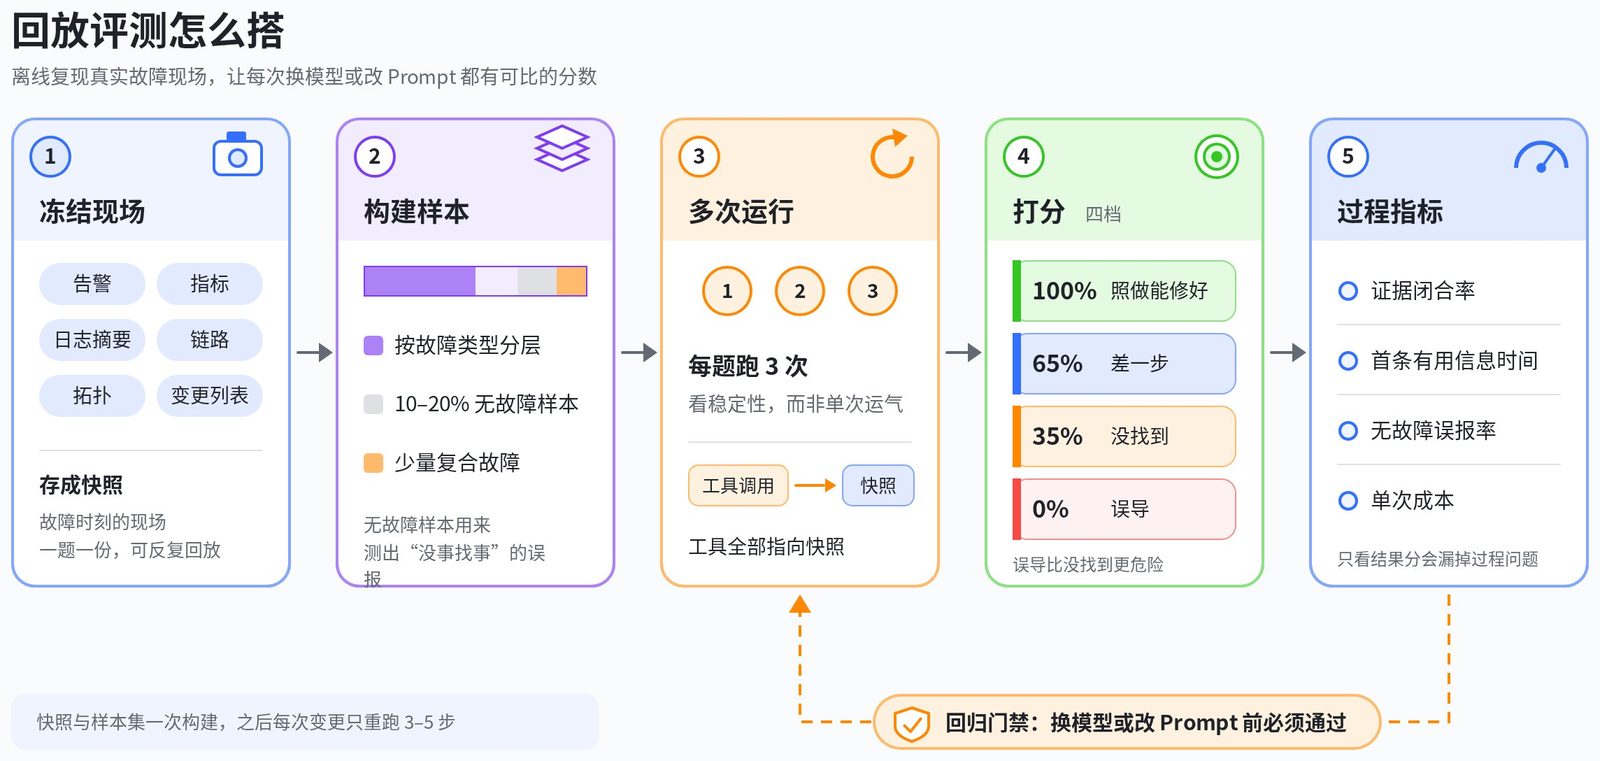 回放评测怎么搭
离线复现真实故障现场，让每次换模型或改 Prompt 都有可比的分数
1
冻结现场
告警
指标
日志摘要
链路
拓扑
变更列表
存成快照
故障时刻的现场
一题一份，可反复回放
2
构建样本
按故障类型分层
10–20% 无故障样本
少量复合故障
无故障样本用来
测出“没事找事”的误
报
3
多次运行
1
2
3
每题跑 3 次
看稳定性，而非单次运气
工具调用
快照
工具全部指向快照
4
打分 四档
100% 照做能修好
65% 差一步
35% 没找到
0% 误导
误导比没找到更危险
5
过程指标
证据闭合率
首条有用信息时间
无故障误报率
单次成本
只看结果分会漏掉过程问题
快照与样本集一次构建，之后每次变更只重跑 3–5 步
回归门禁：换模型或改 Prompt 前必须通过